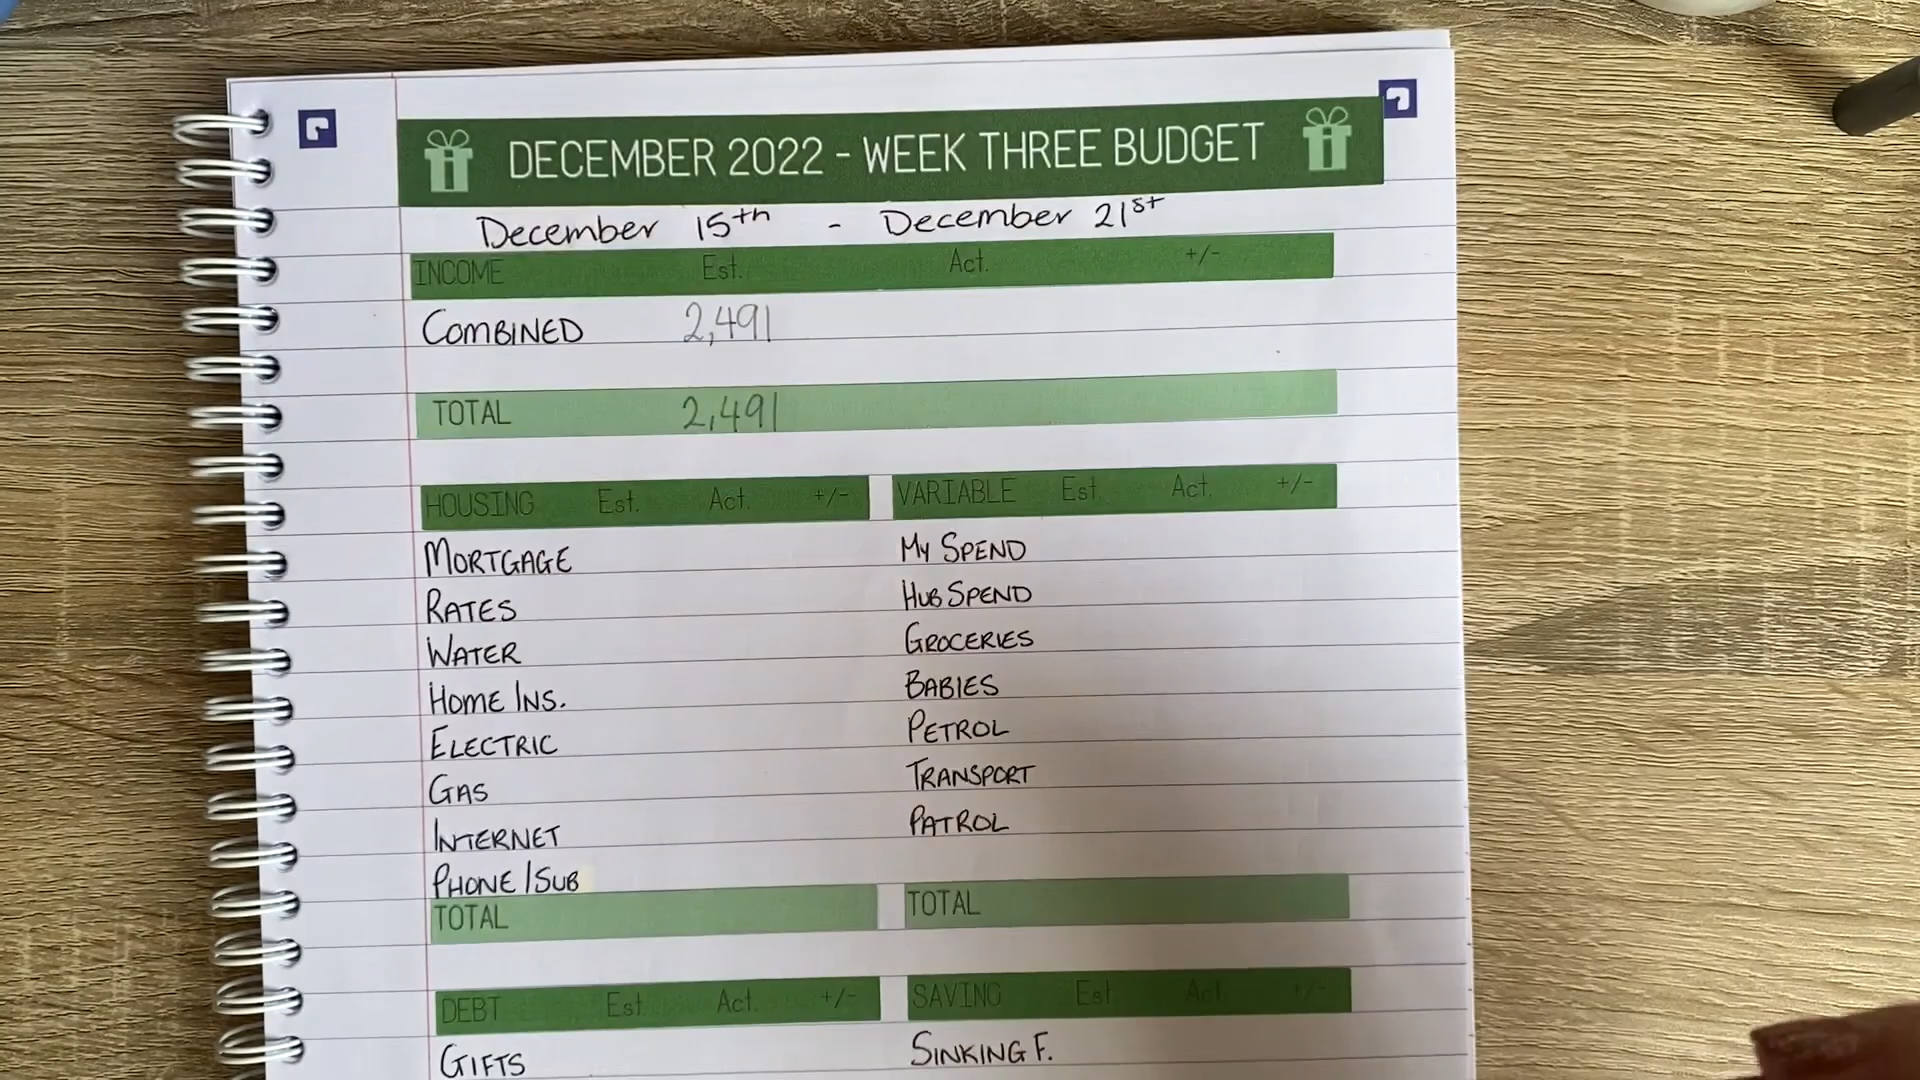 DECEMBER 2022 - WEEK THREE BUDGET
December 15th - December 21st
INCOME Est. Act. +/-
COMBINED 2,491
TOTAL 2,491
HOUSING Est. Act. +/- VARIABLE Est. Act. +/-
MORTGAGE MY SPEND
RATES HUB SPEND
WATER GROCERIES
HOME INS. BABIES
ELECTRIC PETROL
GAS TRANSPORT
INTERNET PATROL
PHONE/SUB
TOTAL TOTAL
DEBT Est. Act. +/- SAVING Est. Act. +/-
GIFTS SINKING F.